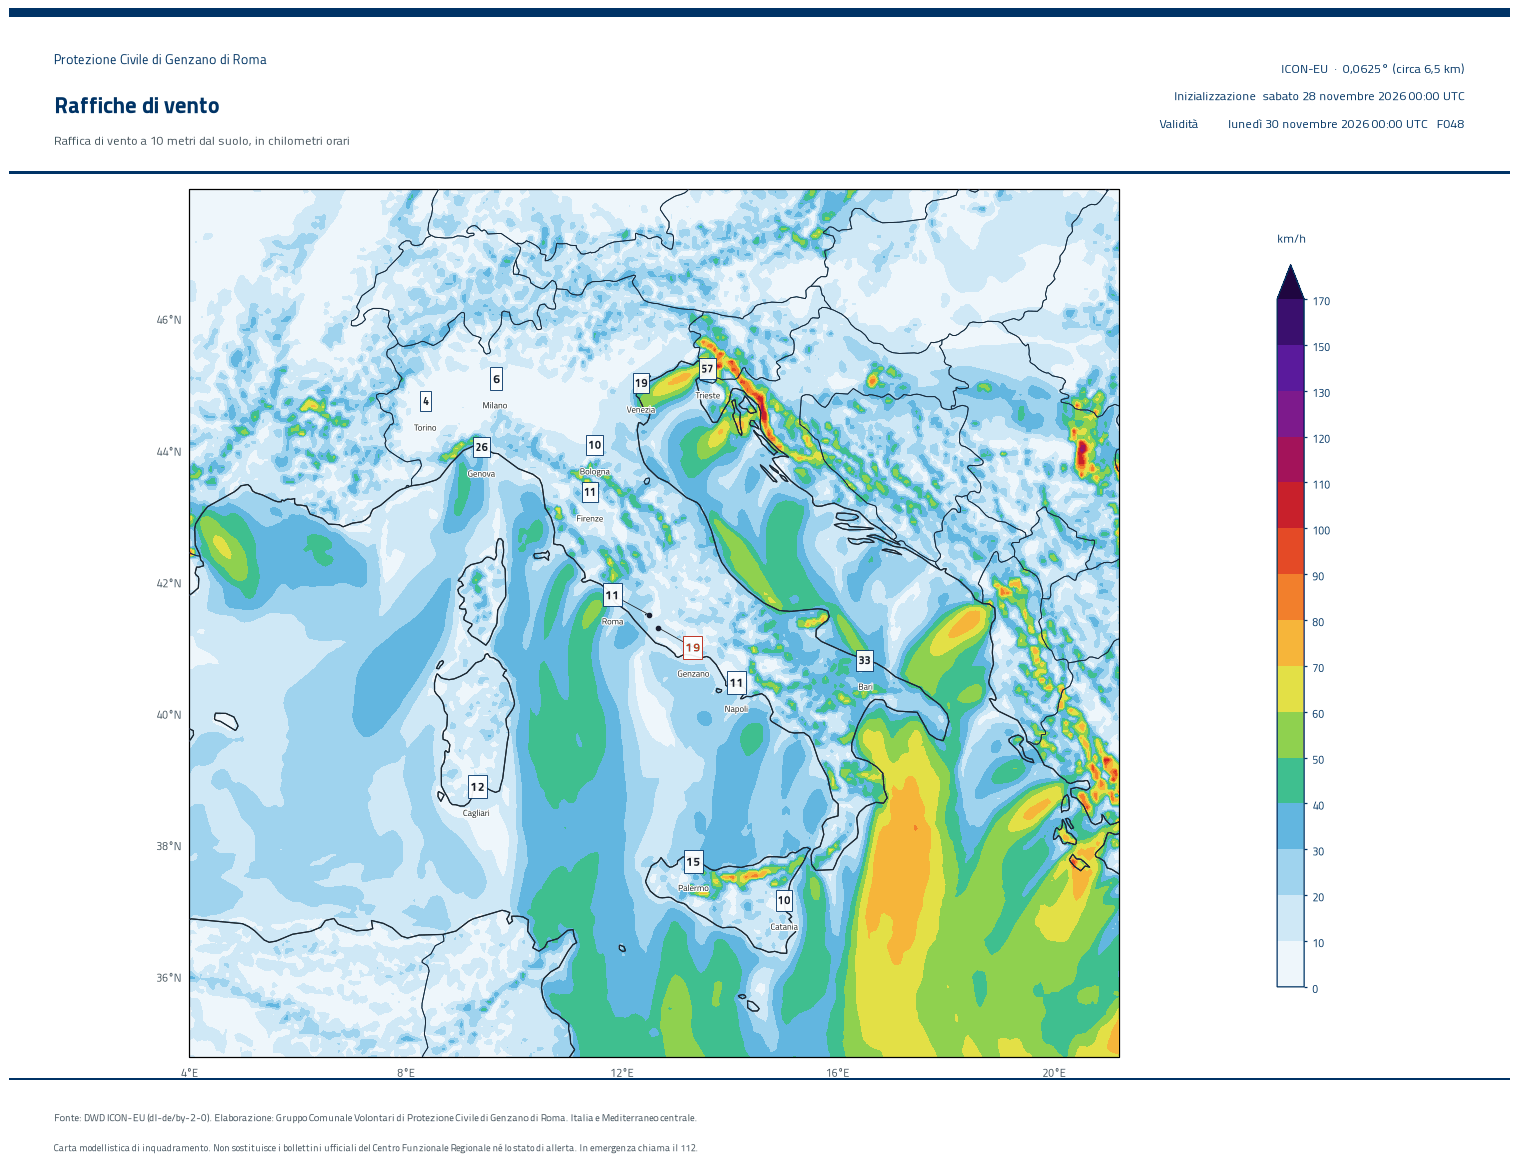 Protezione Civile di Genzano di Roma
Raffiche di vento
Raffica di vento a 10 metri dal suolo, in chilometri orari
ICON-EU · 0,0625° (circa 6,5 km)
Inizializzazione sabato 28 novembre 2026 00:00 UTC
Validità lunedì 30 novembre 2026 00:00 UTC F048
km/h
170
150
130
120
110
100
90
80
70
60
50
40
30
20
10
0
46°N
44°N
42°N
40°N
38°N
36°N
4°E
8°E
12°E
16°E
20°E
57
Trieste
19
Venezia
6
Milano
4
Torino
26
Genova
10
Bologna
11
Firenze
11
Roma
19
Genzano
11
Napoli
33
Bari
12
Cagliari
15
Palermo
10
Catania
Fonte: DWD ICON-EU (dl-de/by-2-0). Elaborazione: Gruppo Comunale Volontari di Protezione Civile di Genzano di Roma. Italia e Mediterraneo centrale.
Carta modellistica di inquadramento. Non sostituisce i bollettini ufficiali del Centro Funzionale Regionale né lo stato di allerta. In emergenza chiama il 112.